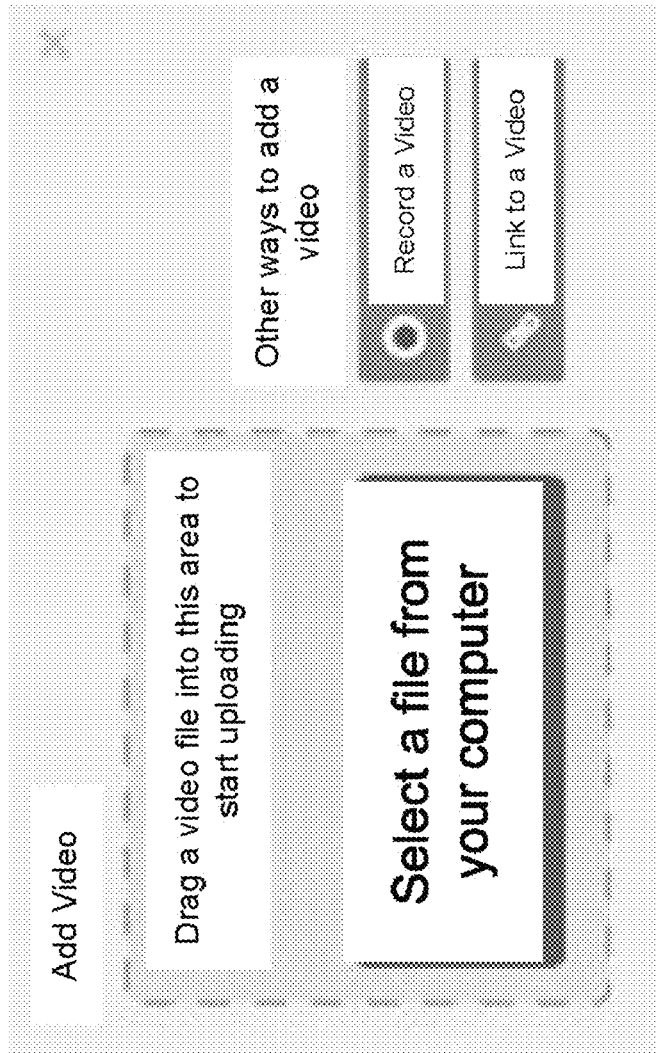 Add Video
Drag a video file into this area to
start uploading
Select a file from
your computer
Other ways to add a
video
Record a Video
Link to a Video